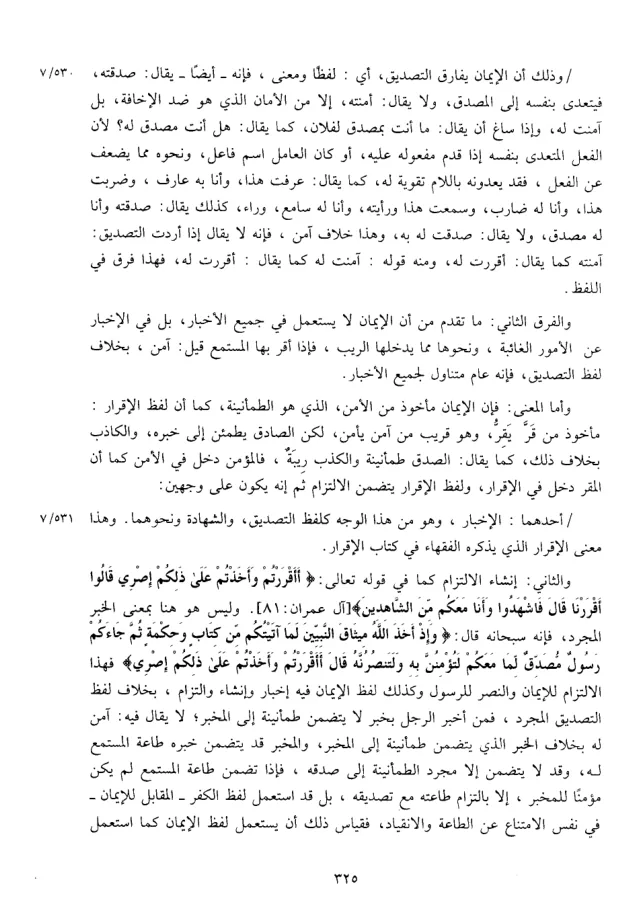 / وذلك أن الإيمان يفارق التصديق، أي : لفظًا ومعنى ، فإنه ـ أيضًا ـ يقال: صدقته، ٧/٥٣٠
فيتعدى بنفسه إلى المصدق، ولا يقال: أمنته، إلا من الأمان الذي هو ضد الإخافة، بل
آمنت له، وإذا ساغ أن يقال: ما أنت بمصدق لفلان، كما يقال: هل أنت مصدق له؟ لأن
الفعل المتعدى بنفسه إذا قدم مفعوله عليه، أو كان العامل اسم فاعل، ونحوه مما يضعف
عن الفعل ، فقد يعدونه باللام تقوية له، كما يقال: عرفت هذا، وأنا به عارف ، وضربت
هذا، وأنا له ضارب، وسمعت هذا ورأيته، وأنا له سامع، وراء، كذلك يقال: صدقته وأنا
له مصدق، ولا يقال: صدقت له به، وهذا خلاف آمن ، فإنه لا يقال إذا أردت التصديق:
آمنته كما يقال: أقررت له، ومنه قوله : آمنت له كما يقال : أقررت له، فهذا فرق في
اللفظ .
والفرق الثاني: ما تقدم من أن الإيمان لا يستعمل في جميع الأخبار، بل في الإخبار
عن الأمور الغائبة ، ونحوها مما يدخلها الريب ، فإذا أقر بها المستمع قيل: آمن ، بخلاف
لفظ التصديق، فإنه عام متناول لجميع الأخبار.
وأما المعنى: فإن الإيمان مأخوذ من الأمن، الذي هو الطمأنينة، كما أن لفظ الإقرار :
مأخوذ من قَرَّ يَقِرُّ، وهو قريب من آمن يأمن، لكن الصادق يطمئن إلى خبره، والكاذب
بخلاف ذلك، كما يقال: الصدق طمأنينة والكذب رِيبَةٌ ، فالمؤمن دخل في الأمن كما أن
المقر دخل في الإقرار، ولفظ الإقرار يتضمن الالتزام ثم إنه يكون على وجهين:
/ أحدهما : الإخبار ، وهو من هذا الوجه كلفظ التصديق، والشهادة ونحوهما. وهذا ٧/٥٣١
معنى الإقرار الذي يذكره الفقهاء في كتاب الإقرار.
والثاني: إنشاء الالتزام كما في قوله تعالى: ﴿ أَأَقْرَرْتُمْ وَأَخَذْتُمْ عَلَىٰ ذَلِكُمْ إِصْرِي قَالُوا
أَقْرَرْنَا قَالَ فَاشْهَدُوا وَأَنَا مَعَكُم مِّنَ الشَّاهِدِينَ﴾[آل عمران: ٨١]. وليس هو هنا بمعنى الخبر
المجرد، فإنه سبحانه قال: ﴿ وَإِذْ أَخَذَ اللَّهُ مِيثَاقَ النَّبِيِّينَ لَمَا آتَيْتُكُم مِّن كِتَابٍ وَحِكْمَةٍ ثُمَّ جَاءَكُمْ
رَسُولٌ مُّصَدِّقٌ لِّمَا مَعَكُمْ لَتُؤْمِنُنَّ بِهِ وَلَتَنصُرُنَّهُ قَالَ أَأَقْرَرْتُمْ وَأَخَذْتُمْ عَلَىٰ ذَلِكُمْ إِصْرِي﴾ فهذا
الالتزام للإيمان والنصر للرسول وكذلك لفظ الإيمان فيه إخبار وإنشاء والتزام ، بخلاف لفظ
التصديق المجرد ، فمن أخبر الرجل بخبر لا يتضمن طمأنينة إلى المخبر؛ لا يقال فيه: آمن
له بخلاف الخبر الذي يتضمن طمأنينة إلى المخبر، والمخبر قد يتضمن خبره طاعة المستمع
لـه، وقد لا يتضمن إلا مجرد الطمأنينة إلى صدقه ، فإذا تضمن طاعة المستمع لم يكن
مؤمنًا للمخبر ، إلا بالتزام طاعته مع تصديقه ، بل قد استعمل لفظ الكفر ـ المقابل للإيمان ـ
في نفس الامتناع عن الطاعة والانقياد، فقياس ذلك أن يستعمل لفظ الإيمان كما استعمل
٣٢٥